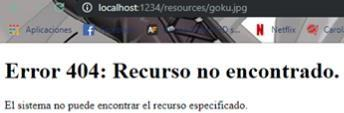 localhost:1234/resources/goku.jpg
Aplicaciones Netflix Carol
Error 404: Recurso no encontrado.
El sistema no puede encontrar el recurso especificado.